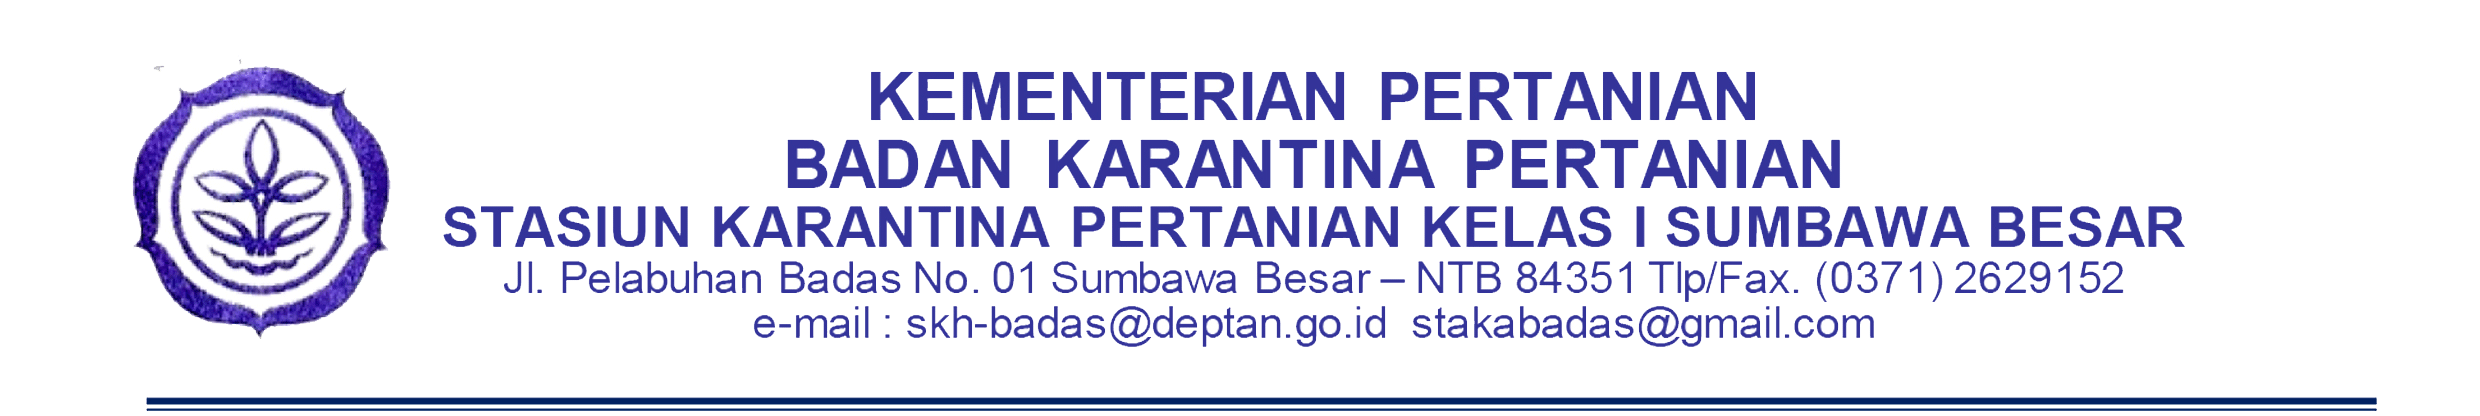 KEMENTERIAN PERTANIAN
BADAN KARANTINA PERTANIAN
STASIUN KARANTINA PERTANIAN KELAS I SUMBAWA BESAR
Jl. Pelabuhan Badas No. 01 Sumbawa Besar – NTB 84351 Tlp/Fax. (0371) 2629152
e-mail : skh-badas@deptan.go.id stakabadas@gmail.com